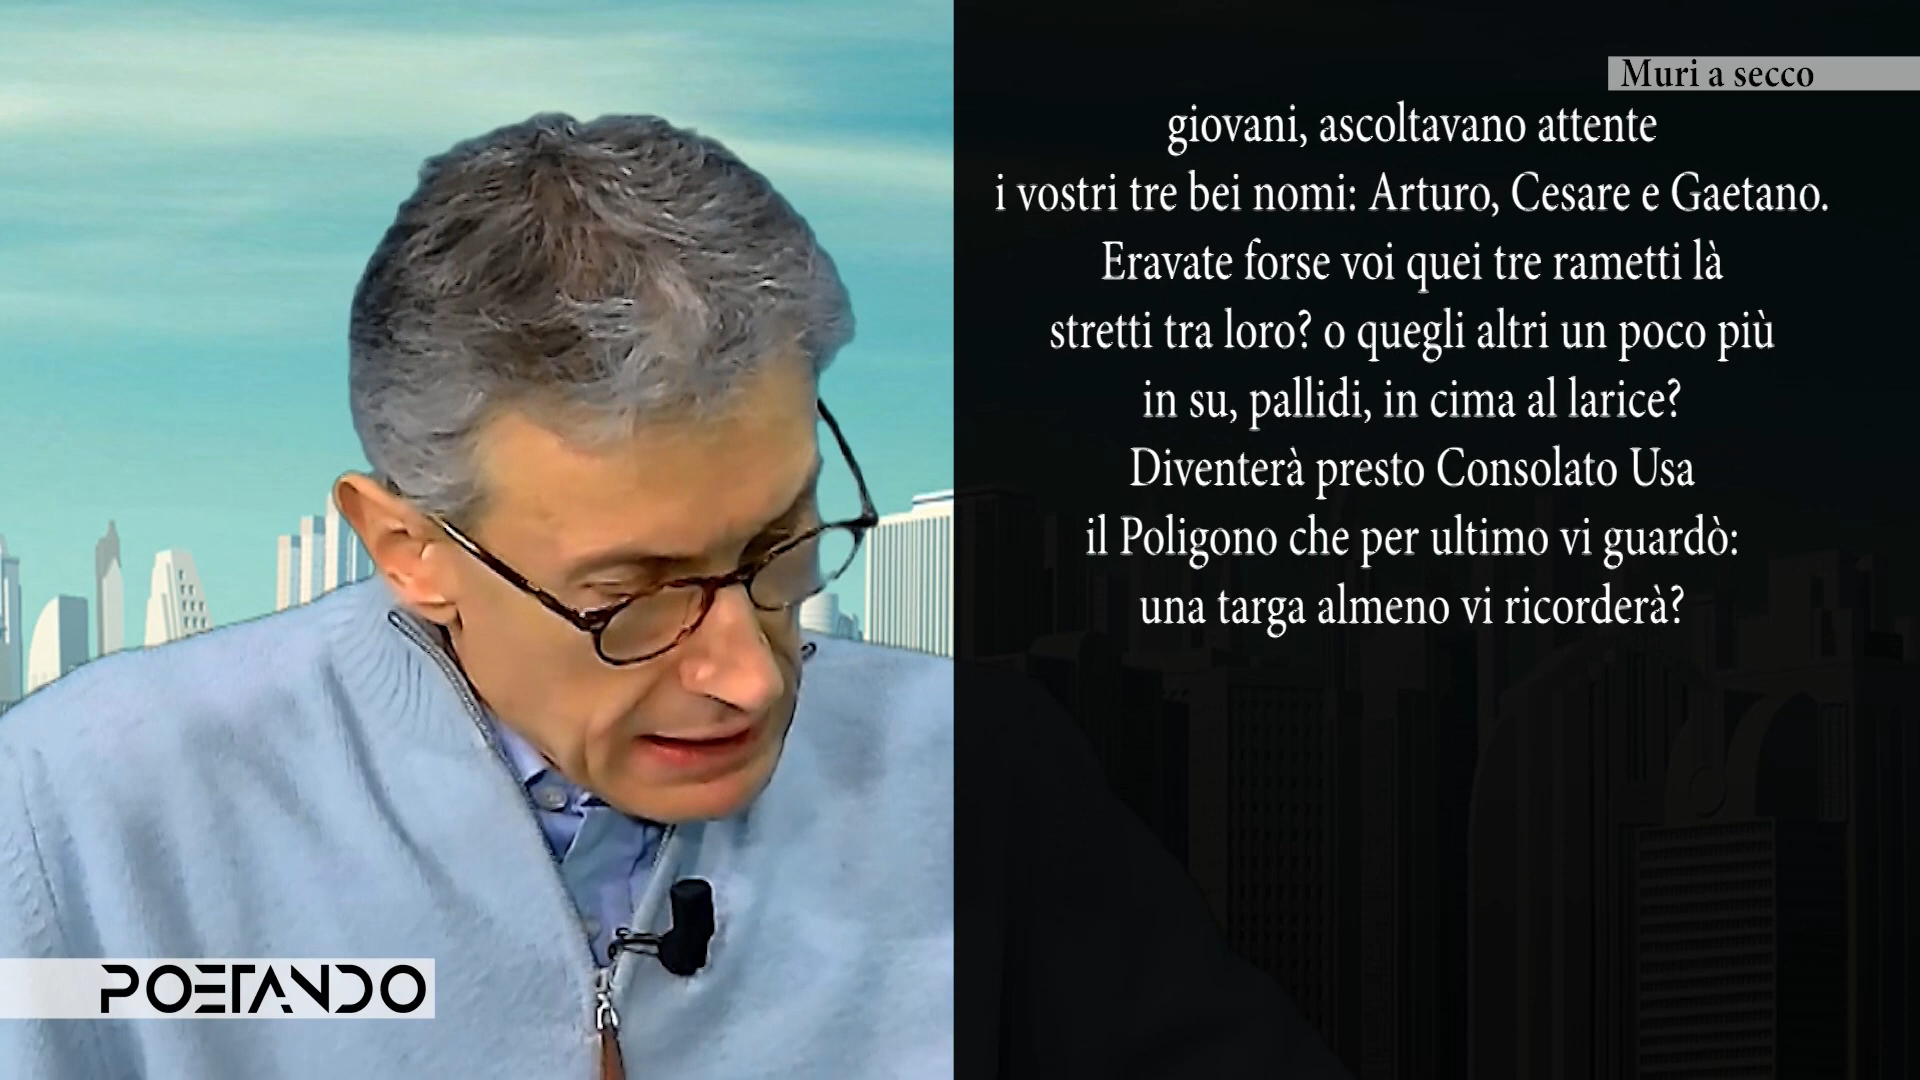 Muri a secco
giovani, ascoltavano attente
i vostri tre bei nomi: Arturo, Cesare e Gaetano.
Eravate forse voi quei tre rametti là
stretti tra loro? o quegli altri un poco più
in su, pallidi, in cima al larice?
Diventerà presto Consolato Usa
il Poligono che per ultimo vi guardò:
una targa almeno vi ricorderà?
POETANDO